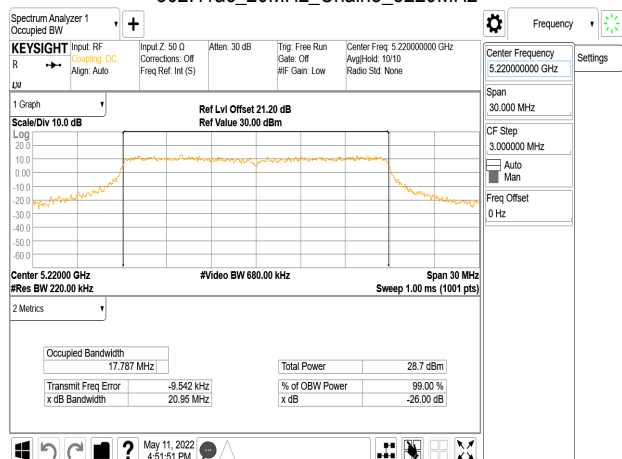 Spectrum Analyzer 1
Occupied BW
Frequency
KEYSIGHT
R
LXI
Input: RF
Coupling: DC
Align: Auto
Input Z: 50 Ω
Corrections: Off
Freq Ref: Int (S)
Atten: 30 dB
Trig: Free Run
Gate: Off
#IF Gain: Low
Center Freq: 5.220000000 GHz
Avg|Hold: 10/10
Radio Std: None
Center Frequency
5.220000000 GHz
Settings
Span
30.000 MHz
CF Step
3.000000 MHz
Auto
Man
Freq Offset
0 Hz
1 Graph
Scale/Div 10.0 dB
Ref Lvl Offset 21.20 dB
Ref Value 30.00 dBm
Log
20.0
10.0
0.00
-10.0
-20.0
-30.0
-40.0
-50.0
-60.0
Center 5.22000 GHz
#Video BW 680.00 kHz
Span 30 MHz
#Res BW 220.00 kHz
Sweep 1.00 ms (1001 pts)
2 Metrics
Occupied Bandwidth
17.787 MHz
Total Power 28.7 dBm
Transmit Freq Error -9.542 kHz
% of OBW Power 99.00 %
x dB Bandwidth 20.95 MHz
x dB -26.00 dB
?
May 11, 2022
4:51:51 PM